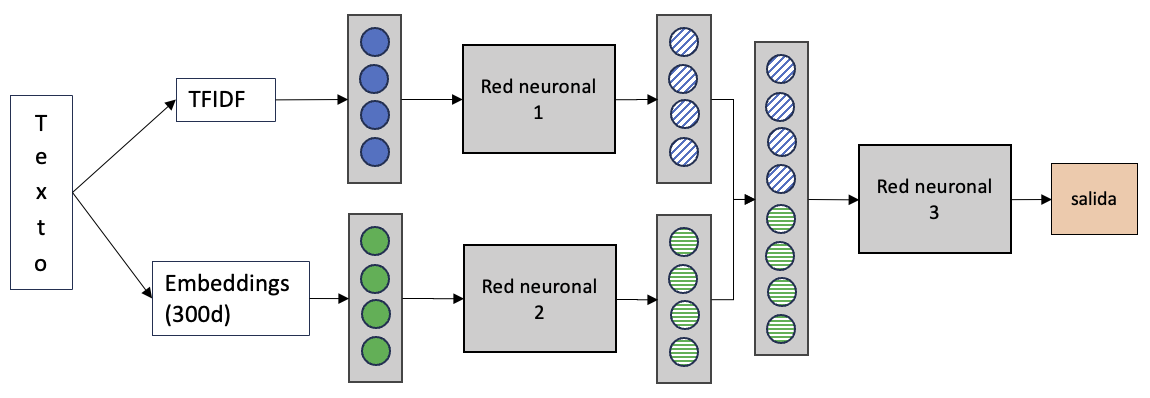 T
e
x
t
o
TFIDF
Embeddings
(300d)
Red neuronal
1
Red neuronal
2
Red neuronal
3
salida